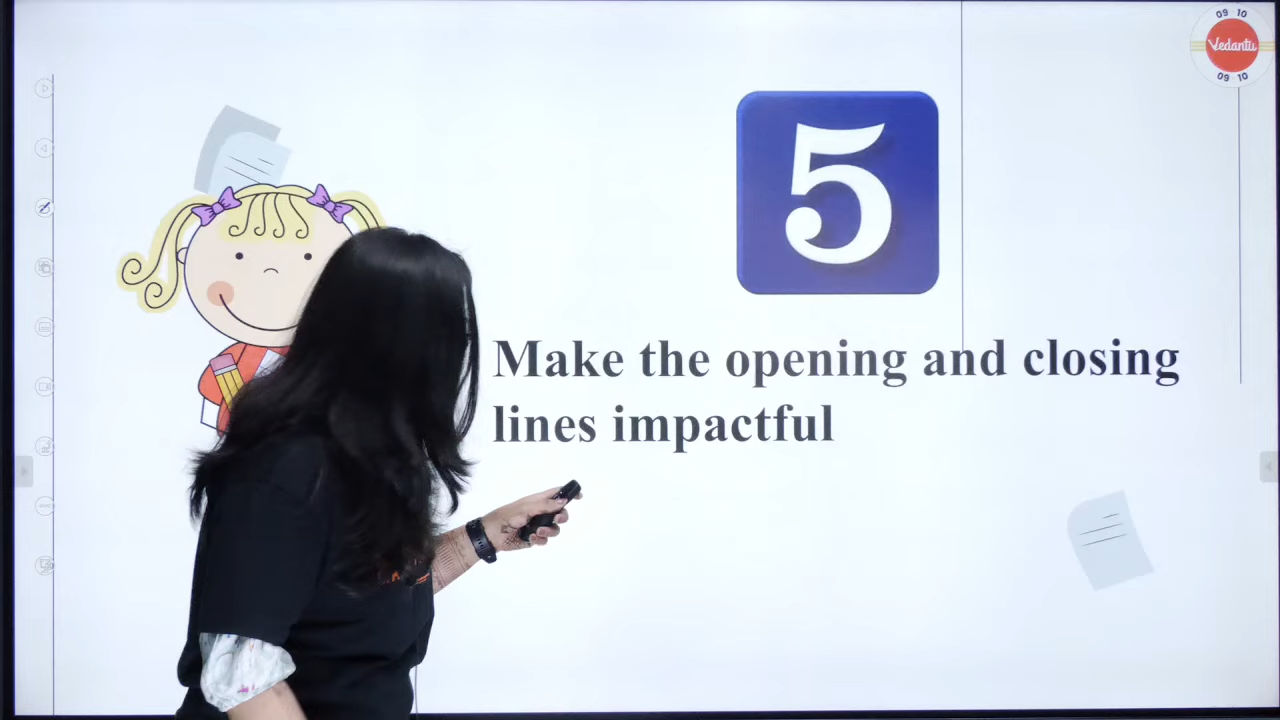 09 10
Vedantu
09 10
5
Make the opening and closing
lines impactful